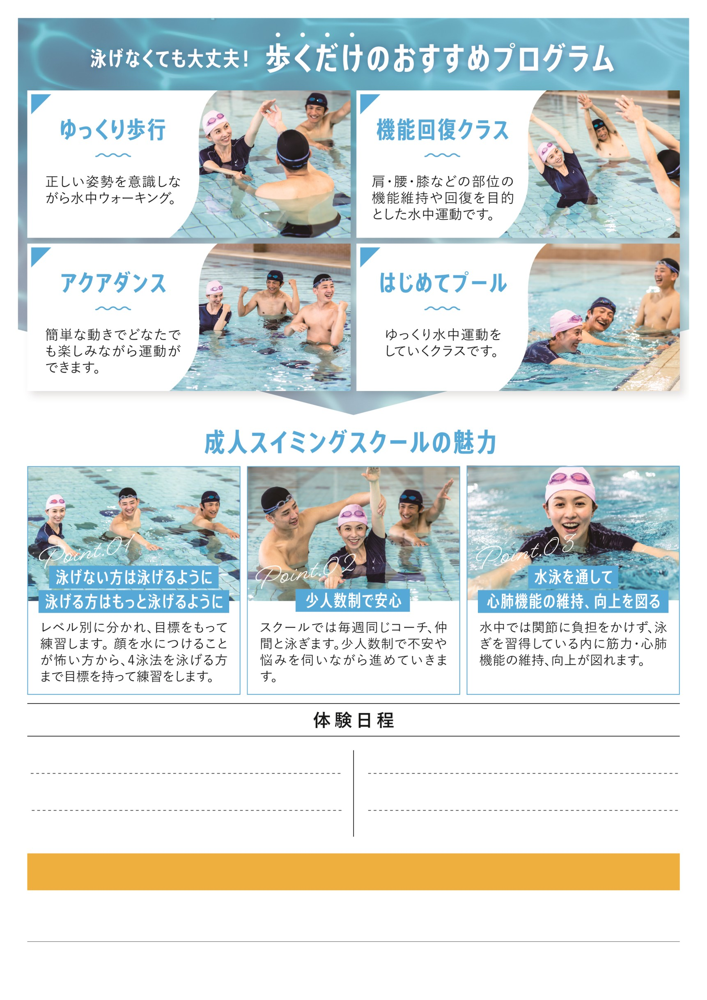 泳げなくても大丈夫！ 歩くだけのおすすめプログラム
ゆっくり歩行
正しい姿勢を意識しな
がら水中ウォーキング。
機能回復クラス
肩・腰・膝などの部位の
機能維持や回復を目的
とした水中運動です。
アクアダンス
簡単な動きでどなたで
も楽しみながら運動が
できます。
はじめてプール
ゆっくり水中運動を
していくクラスです。
成人スイミングスクールの魅力
Point.01
泳げない方は泳げるように
泳げる方はもっと泳げるように
レベル別に分かれ、目標をもって
練習します。顔を水につけること
が怖い方から、4泳法を泳げる方
まで目標を持って練習をします。
Point.02
少人数制で安心
スクールでは毎週同じコーチ、仲
間と泳ぎます。少人数制で不安や
悩みを伺いながら進めていきま
す。
Point.03
水泳を通して
心肺機能の維持、向上を図る
水中では関節に負担をかけず、泳
ぎを習得している内に筋力・心肺
機能の維持、向上が図れます。
体験日程